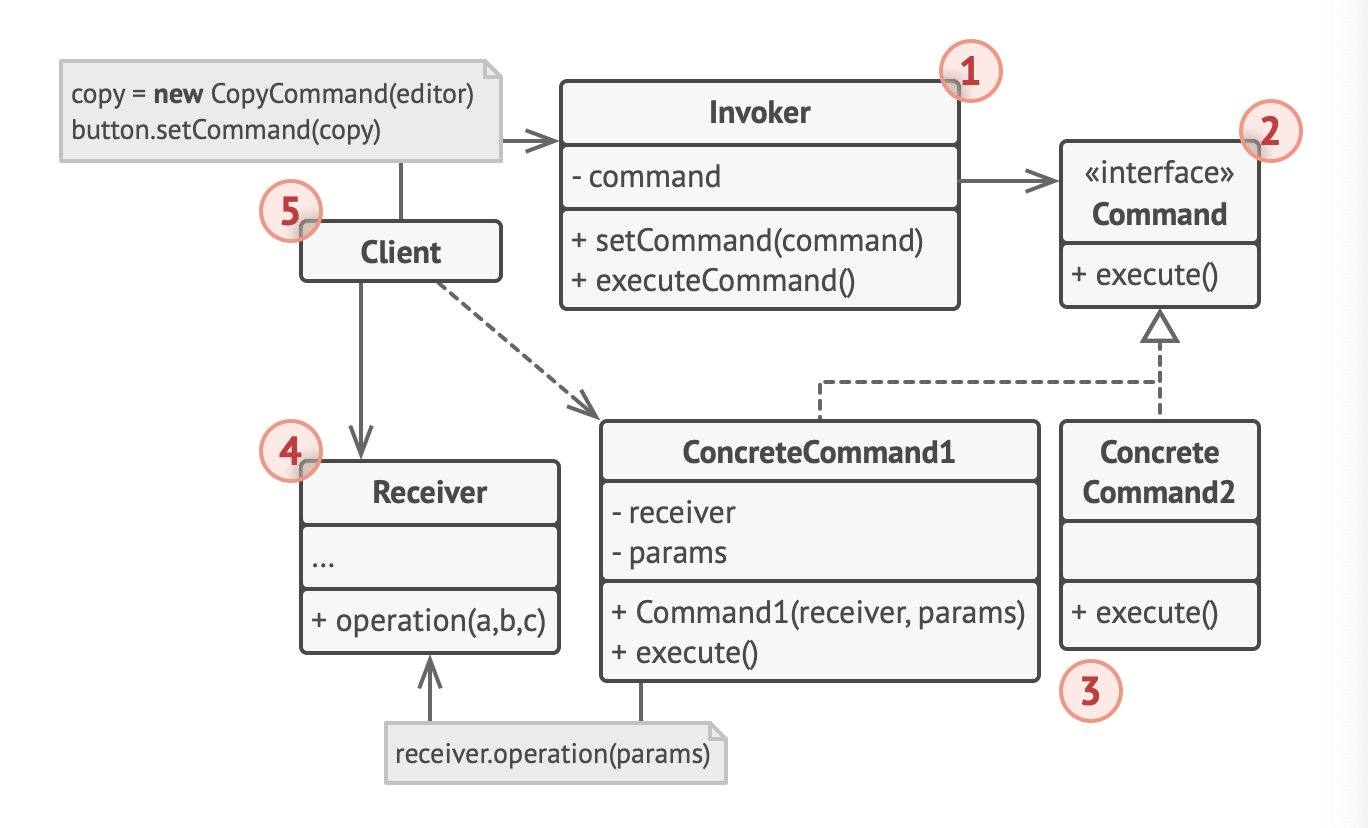 copy = new CopyCommand(editor)
button.setCommand(copy)
1
Invoker
- command
+ setCommand(command)
+ executeCommand()
2
«interface»
Command
+ execute()
5
Client
4
Receiver
...
+ operation(a,b,c)
ConcreteCommand1
- receiver
- params
+ Command1(receiver, params)
+ execute()
Concrete
Command2
+ execute()
3
receiver.operation(params)